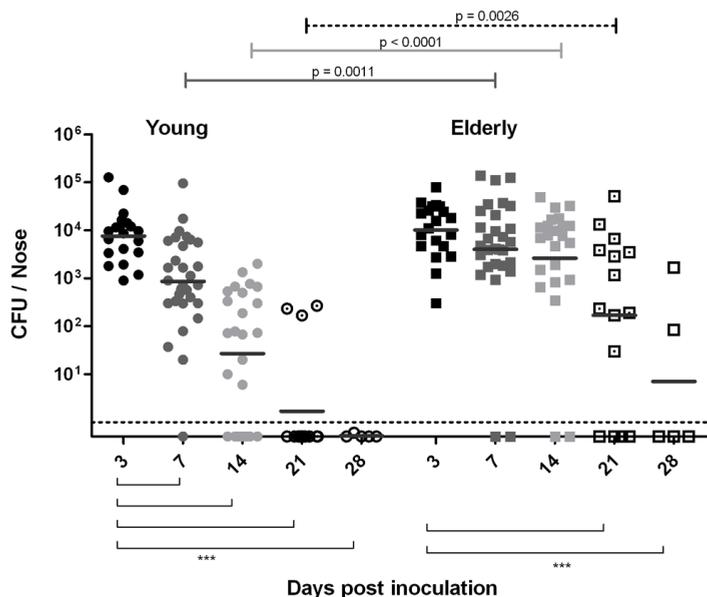 p = 0.0026
p < 0.0001
p = 0.0011
Young
Elderly
10⁶
10⁵
10⁴
10³
10²
10¹
CFU / Nose
3 7 14 21 28 3 7 14 21 28
***
***
Days post inoculation